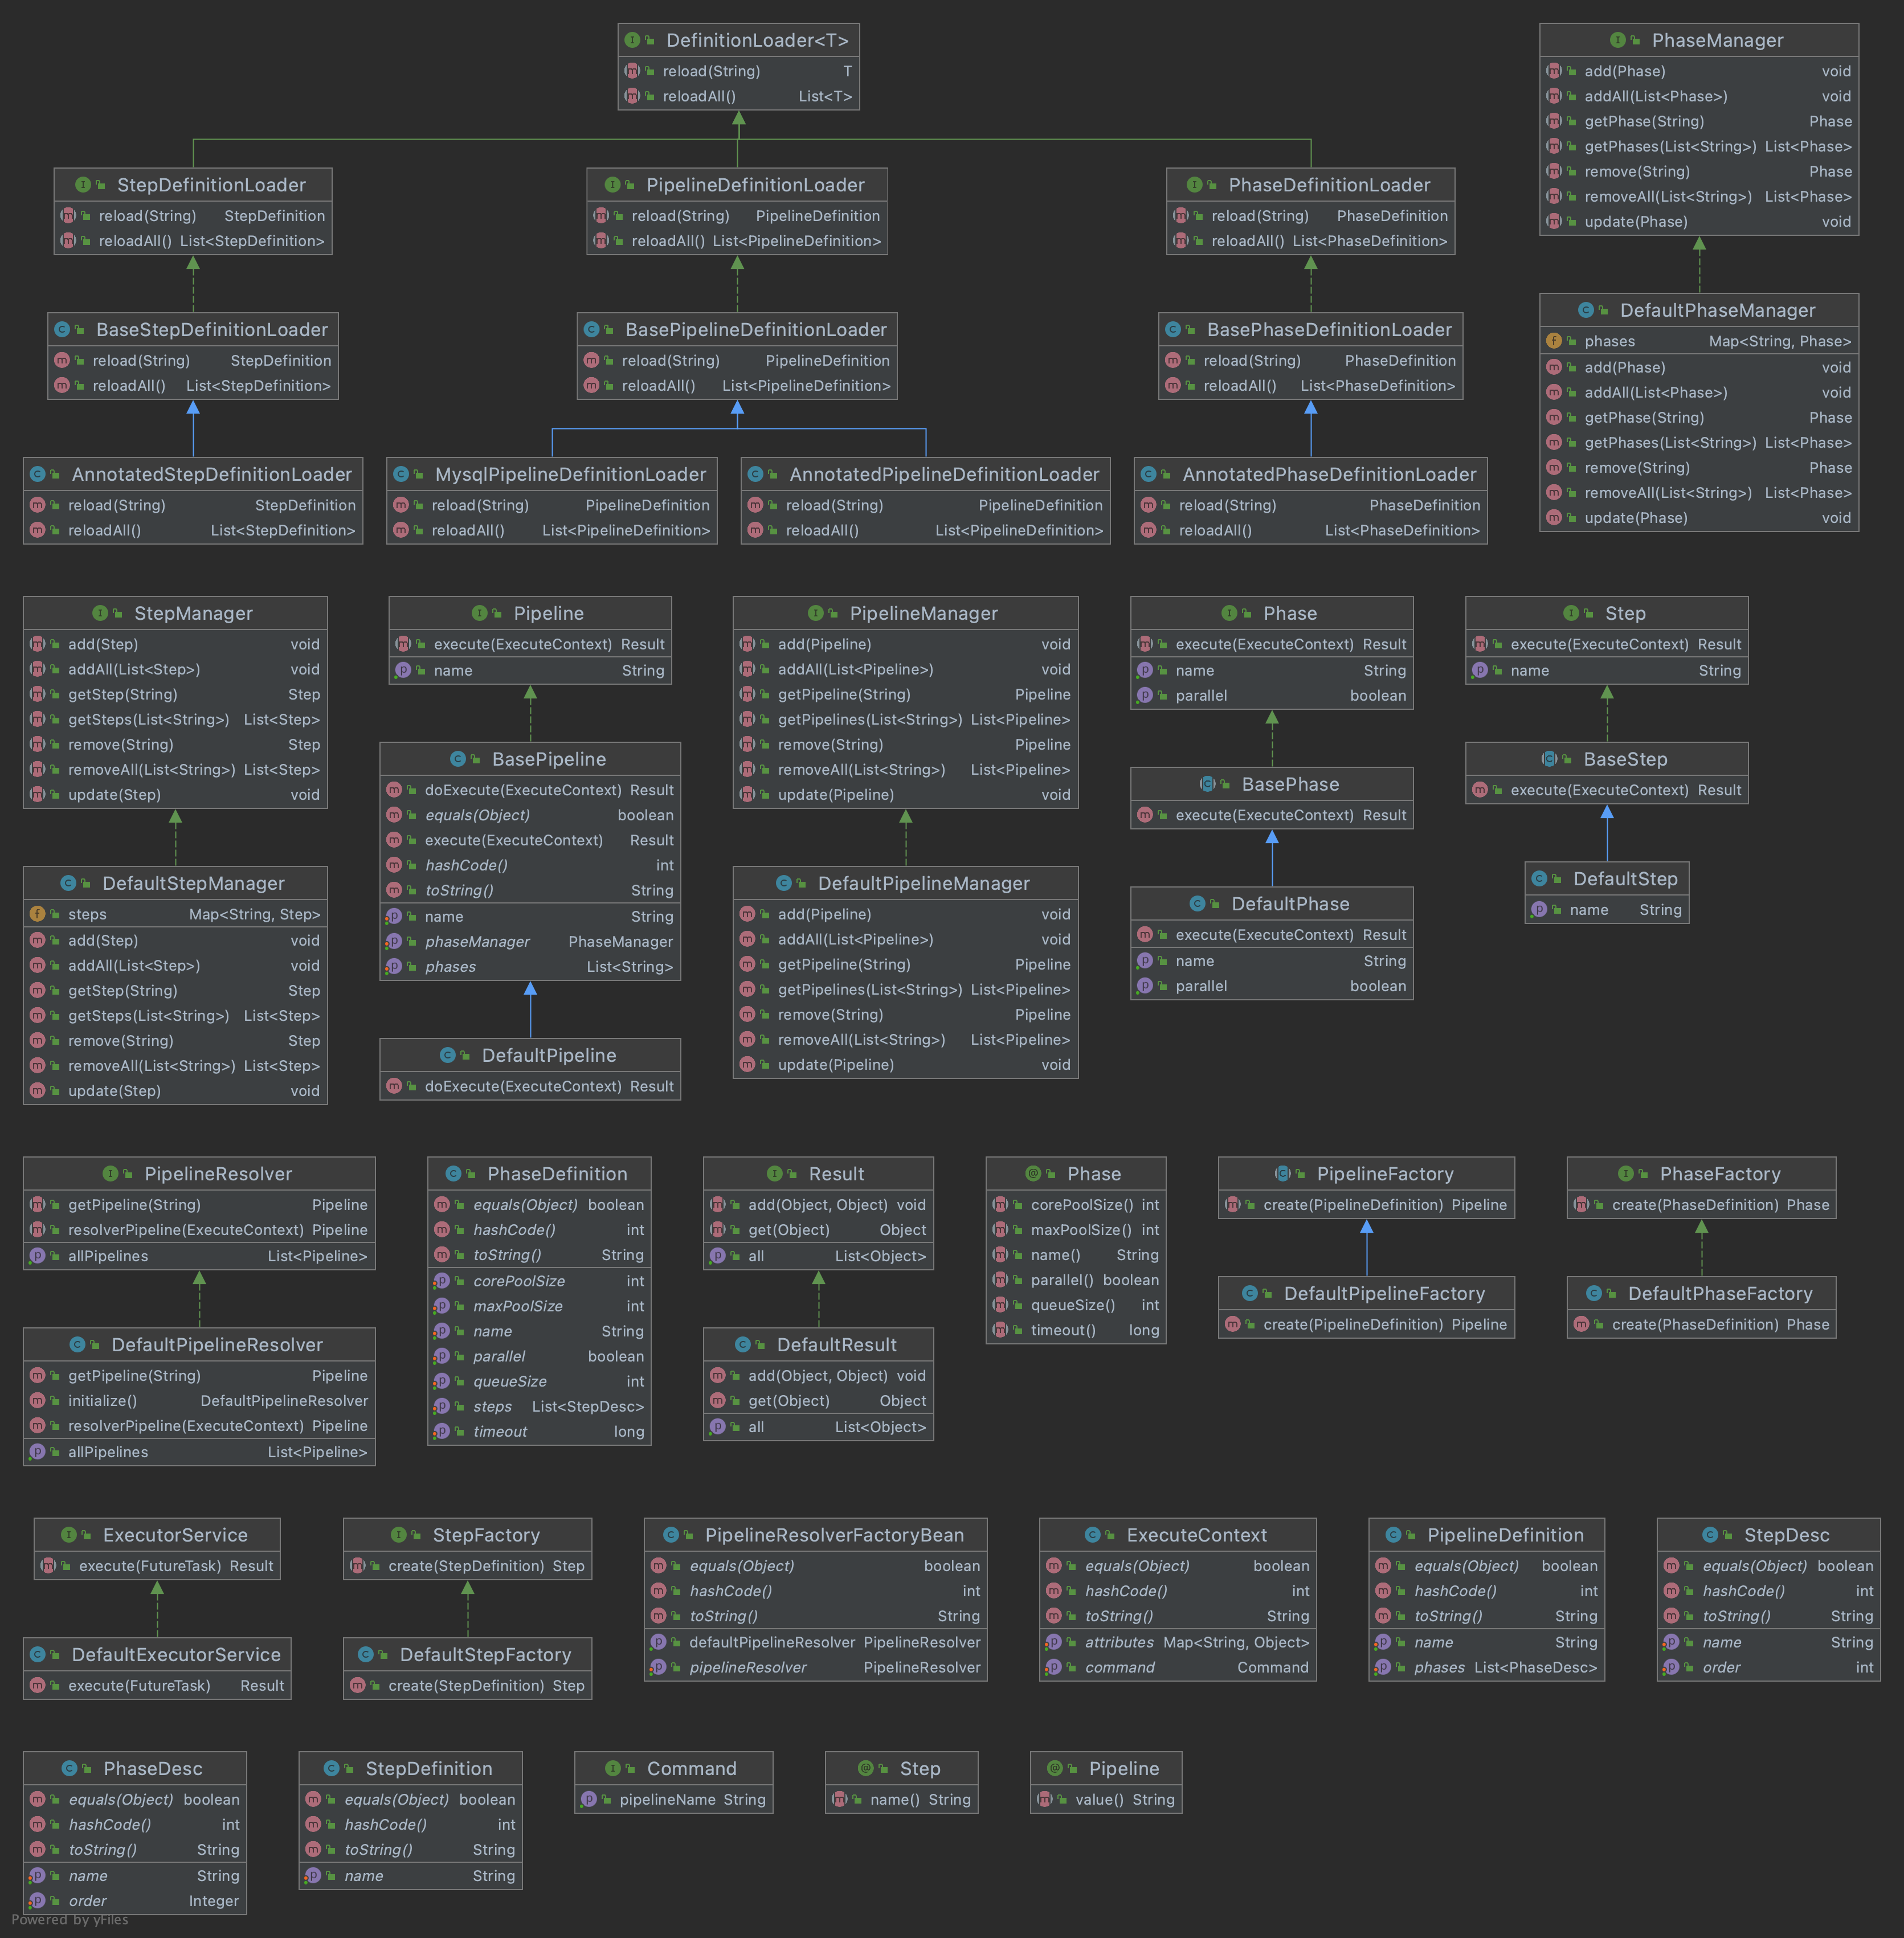 DefinitionLoader<T>
reload(String) T
reloadAll() List<T>
PhaseManager
add(Phase) void
addAll(List<Phase>) void
getPhase(String) Phase
getPhases(List<String>) List<Phase>
remove(String) Phase
removeAll(List<String>) List<Phase>
update(Phase) void
StepDefinitionLoader
reload(String) StepDefinition
reloadAll() List<StepDefinition>
PipelineDefinitionLoader
reload(String) PipelineDefinition
reloadAll() List<PipelineDefinition>
PhaseDefinitionLoader
reload(String) PhaseDefinition
reloadAll() List<PhaseDefinition>
BaseStepDefinitionLoader
reload(String) StepDefinition
reloadAll() List<StepDefinition>
BasePipelineDefinitionLoader
reload(String) PipelineDefinition
reloadAll() List<PipelineDefinition>
BasePhaseDefinitionLoader
reload(String) PhaseDefinition
reloadAll() List<PhaseDefinition>
DefaultPhaseManager
phases Map<String, Phase>
add(Phase) void
addAll(List<Phase>) void
getPhase(String) Phase
getPhases(List<String>) List<Phase>
remove(String) Phase
removeAll(List<String>) List<Phase>
update(Phase) void
AnnotatedStepDefinitionLoader
reload(String) StepDefinition
reloadAll() List<StepDefinition>
MysqlPipelineDefinitionLoader
reload(String) PipelineDefinition
reloadAll() List<PipelineDefinition>
AnnotatedPipelineDefinitionLoader
reload(String) PipelineDefinition
reloadAll() List<PipelineDefinition>
AnnotatedPhaseDefinitionLoader
reload(String) PhaseDefinition
reloadAll() List<PhaseDefinition>
StepManager
add(Step) void
addAll(List<Step>) void
getStep(String) Step
getSteps(List<String>) List<Step>
remove(String) Step
removeAll(List<String>) List<Step>
update(Step) void
Pipeline
execute(ExecuteContext) Result
name String
PipelineManager
add(Pipeline) void
addAll(List<Pipeline>) void
getPipeline(String) Pipeline
getPipelines(List<String>) List<Pipeline>
remove(String) Pipeline
removeAll(List<String>) List<Pipeline>
update(Pipeline) void
Phase
execute(ExecuteContext) Result
name String
parallel boolean
Step
execute(ExecuteContext) Result
name String
BasePipeline
doExecute(ExecuteContext) Result
equals(Object) boolean
execute(ExecuteContext) Result
hashCode() int
toString() String
name String
phaseManager PhaseManager
phases List<String>
BasePhase
execute(ExecuteContext) Result
BaseStep
execute(ExecuteContext) Result
DefaultStepManager
steps Map<String, Step>
add(Step) void
addAll(List<Step>) void
getStep(String) Step
getSteps(List<String>) List<Step>
remove(String) Step
removeAll(List<String>) List<Step>
update(Step) void
DefaultPipelineManager
add(Pipeline) void
addAll(List<Pipeline>) void
getPipeline(String) Pipeline
getPipelines(List<String>) List<Pipeline>
remove(String) Pipeline
removeAll(List<String>) List<Pipeline>
update(Pipeline) void
DefaultPhase
execute(ExecuteContext) Result
name String
parallel boolean
DefaultStep
name String
DefaultPipeline
doExecute(ExecuteContext) Result
PipelineResolver
getPipeline(String) Pipeline
resolverPipeline(ExecuteContext) Pipeline
allPipelines List<Pipeline>
PhaseDefinition
equals(Object) boolean
hashCode() int
toString() String
corePoolSize int
maxPoolSize int
name String
parallel boolean
queueSize int
steps List<StepDesc>
timeout long
Result
add(Object, Object) void
get(Object) Object
all List<Object>
Phase
corePoolSize() int
maxPoolSize() int
name() String
parallel() boolean
queueSize() int
timeout() long
PipelineFactory
create(PipelineDefinition) Pipeline
PhaseFactory
create(PhaseDefinition) Phase
DefaultPipelineFactory
create(PipelineDefinition) Pipeline
DefaultPhaseFactory
create(PhaseDefinition) Phase
DefaultPipelineResolver
getPipeline(String) Pipeline
initialize() DefaultPipelineResolver
resolverPipeline(ExecuteContext) Pipeline
allPipelines List<Pipeline>
DefaultResult
add(Object, Object) void
get(Object) Object
all List<Object>
ExecutorService
execute(FutureTask) Result
StepFactory
create(StepDefinition) Step
PipelineResolverFactoryBean
equals(Object) boolean
hashCode() int
toString() String
defaultPipelineResolver PipelineResolver
pipelineResolver PipelineResolver
ExecuteContext
equals(Object) boolean
hashCode() int
toString() String
attributes Map<String, Object>
command Command
PipelineDefinition
equals(Object) boolean
hashCode() int
toString() String
name String
phases List<PhaseDesc>
StepDesc
equals(Object) boolean
hashCode() int
toString() String
name String
order int
DefaultExecutorService
execute(FutureTask) Result
DefaultStepFactory
create(StepDefinition) Step
PhaseDesc
equals(Object) boolean
hashCode() int
toString() String
name String
order Integer
StepDefinition
equals(Object) boolean
hashCode() int
toString() String
name String
Command
pipelineName String
Step
name() String
Pipeline
value() String
Powered by yFiles